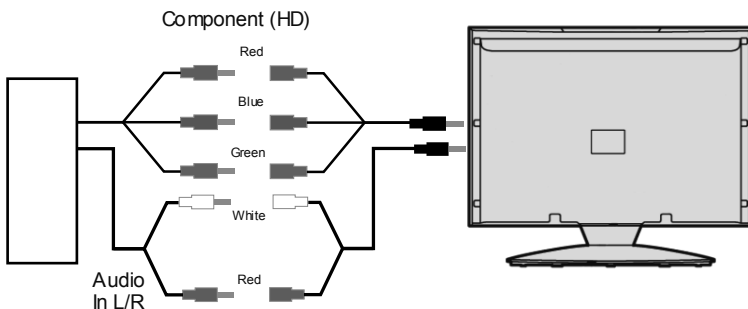 Component (HD)
Red
Blue
Green
White
Red
Audio
In L/R